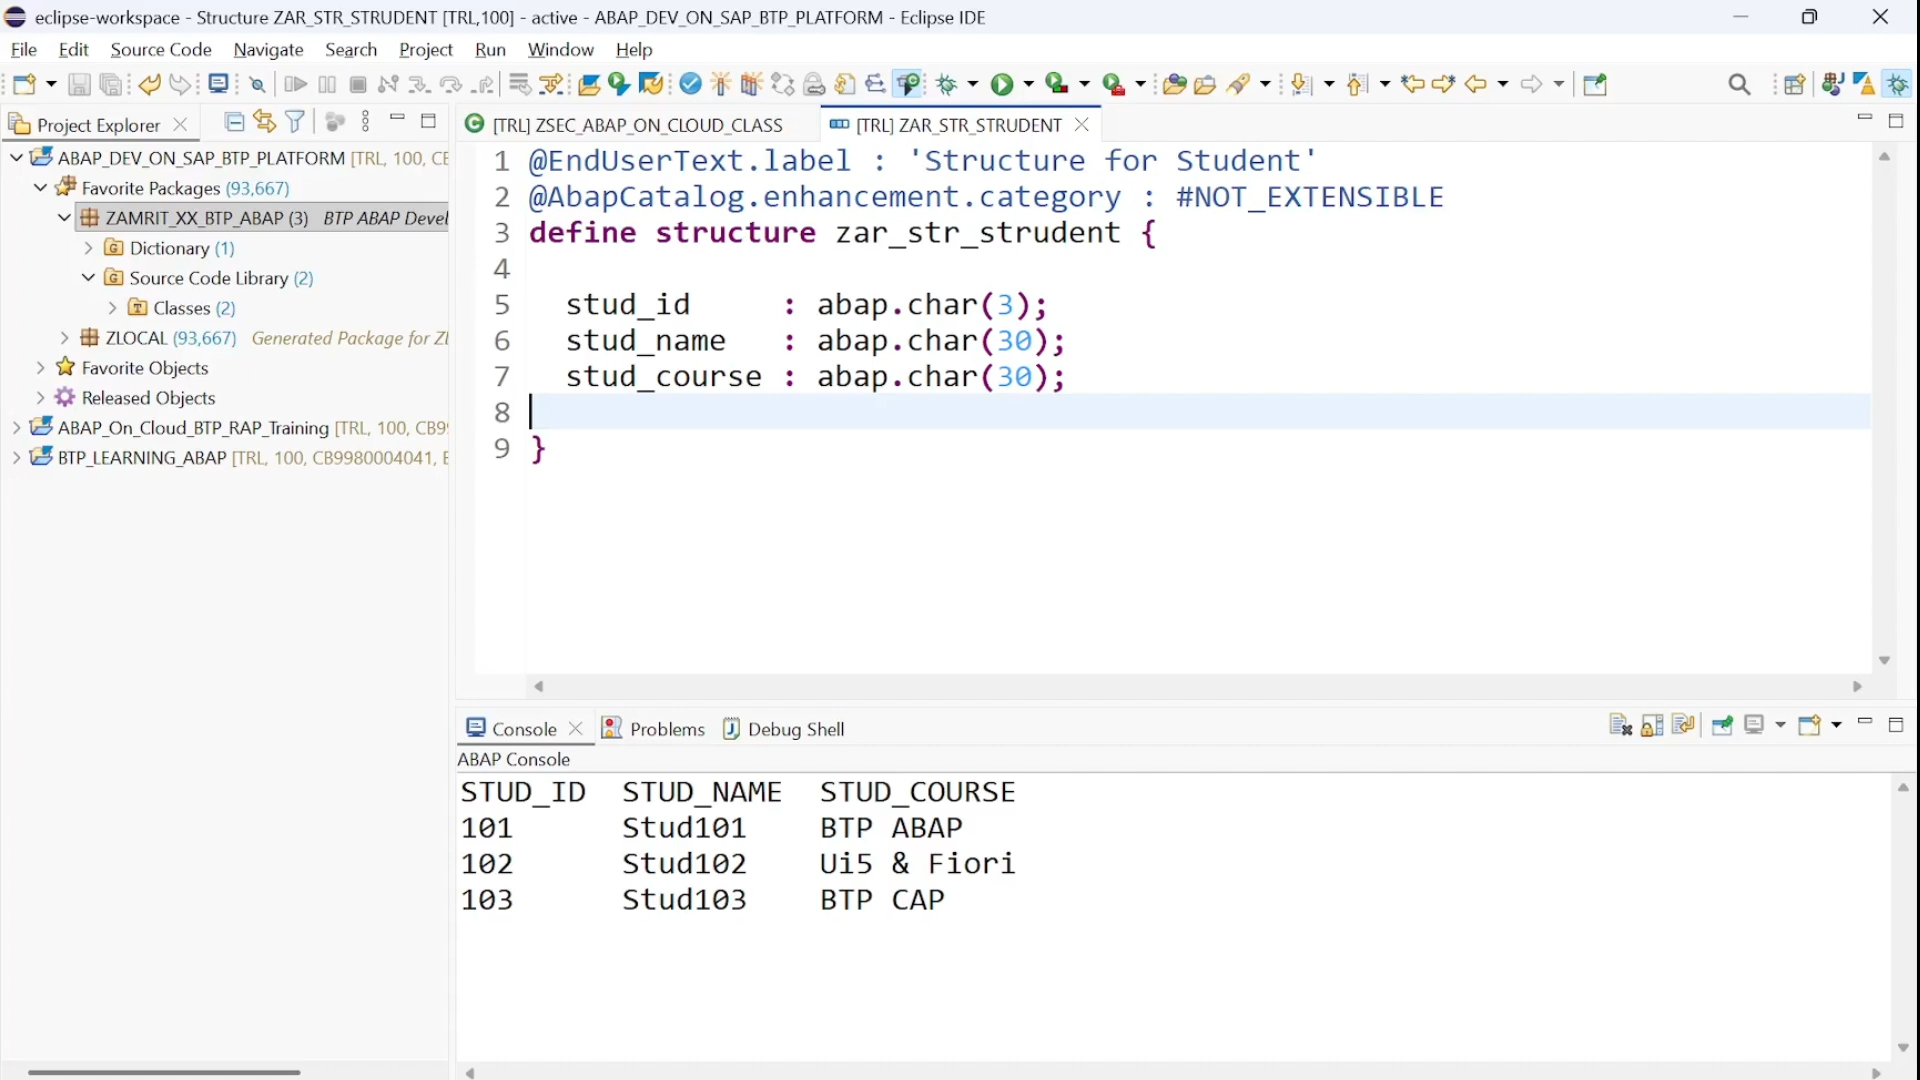 eclipse-workspace - Structure ZAR_STR_STRUDENT [TRL,100] - active - ABAP_DEV_ON_SAP_BTP_PLATFORM - Eclipse IDE
File Edit Source Code Navigate Search Project Run Window Help
Project Explorer
[TRL] ZSEC_ABAP_ON_CLOUD_CLASS
[TRL] ZAR_STR_STRUDENT
ABAP_DEV_ON_SAP_BTP_PLATFORM [TRL, 100, CE
Favorite Packages (93,667)
ZAMRIT_XX_BTP_ABAP (3) BTP ABAP Devel
Dictionary (1)
Source Code Library (2)
Classes (2)
ZLOCAL (93,667) Generated Package for Zl
Favorite Objects
Released Objects
ABAP_On_Cloud_BTP_RAP_Training [TRL, 100, CB9
BTP_LEARNING_ABAP [TRL, 100, CB9980004041, E
1 @EndUserText.label : 'Structure for Student'
2 @AbapCatalog.enhancement.category : #NOT_EXTENSIBLE
3 define structure zar_str_strudent {
4
5 stud_id : abap.char(3);
6 stud_name : abap.char(30);
7 stud_course : abap.char(30);
8
9 }
Console Problems Debug Shell
ABAP Console
STUD_ID STUD_NAME STUD_COURSE
101 Stud101 BTP ABAP
102 Stud102 Ui5 & Fiori
103 Stud103 BTP CAP